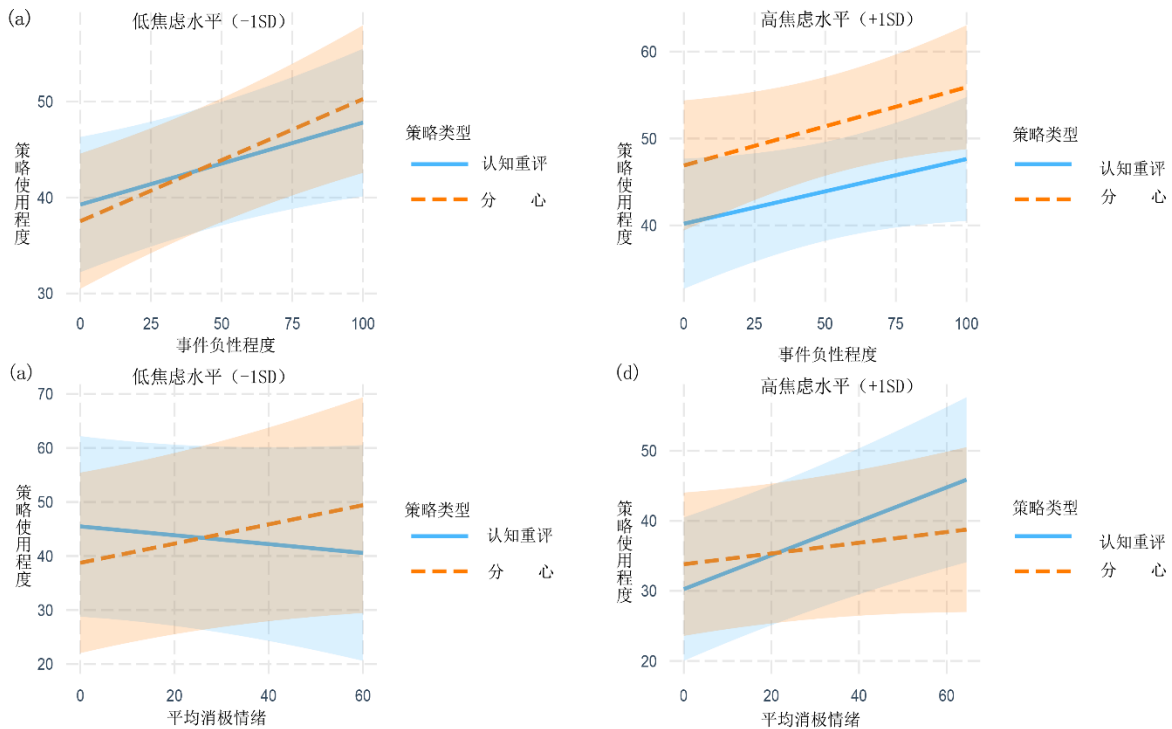 (a)
低焦虑水平（-1SD）
50
40
30
策略使用程度
0 25 50 75 100
事件负性程度
策略类型
认知重评
分 心
高焦虑水平（+1SD）
60
50
40
策略使用程度
0 25 50 75 100
事件负性程度
策略类型
认知重评
分 心
(a)
低焦虑水平（-1SD）
70
60
50
40
30
20
策略使用程度
0 20 40 60
平均消极情绪
策略类型
认知重评
分 心
(d)
高焦虑水平（+1SD）
50
40
30
20
策略使用程度
0 20 40 60
平均消极情绪
策略类型
认知重评
分 心